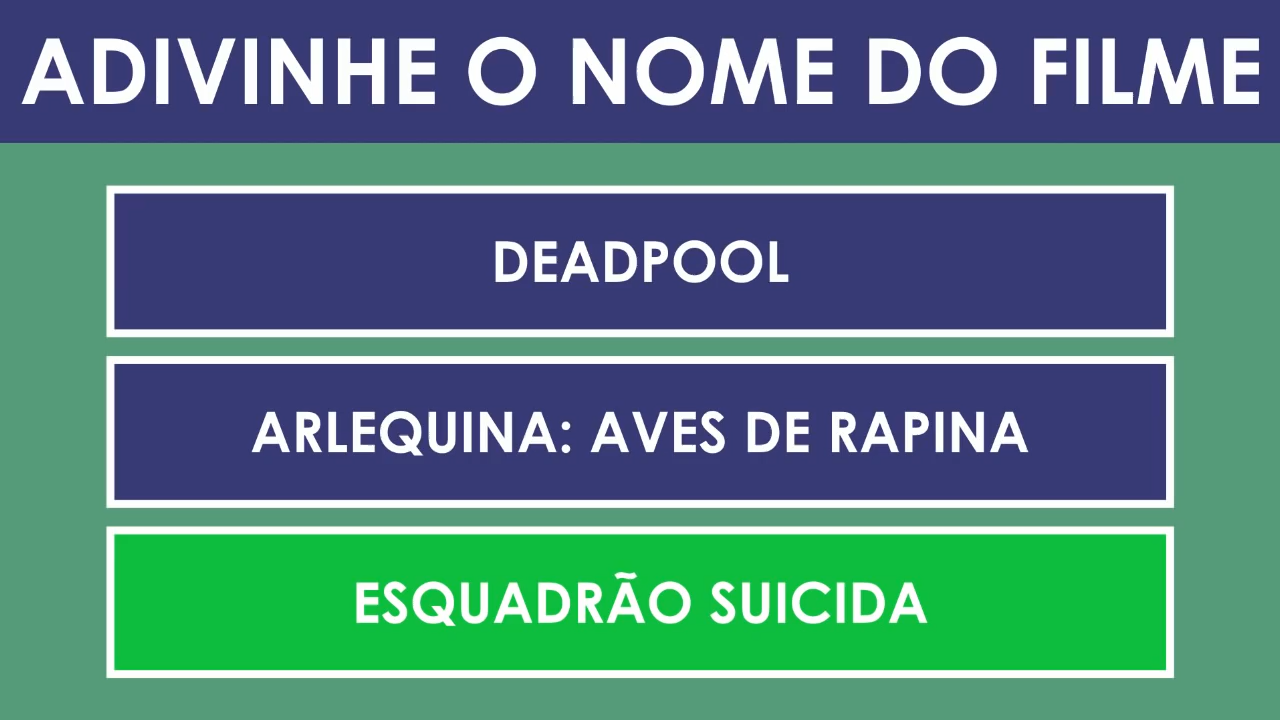 ADIVINHE O NOME DO FILME
DEADPOOL
ARLEQUINA: AVES DE RAPINA
ESQUADRÃO SUICIDA